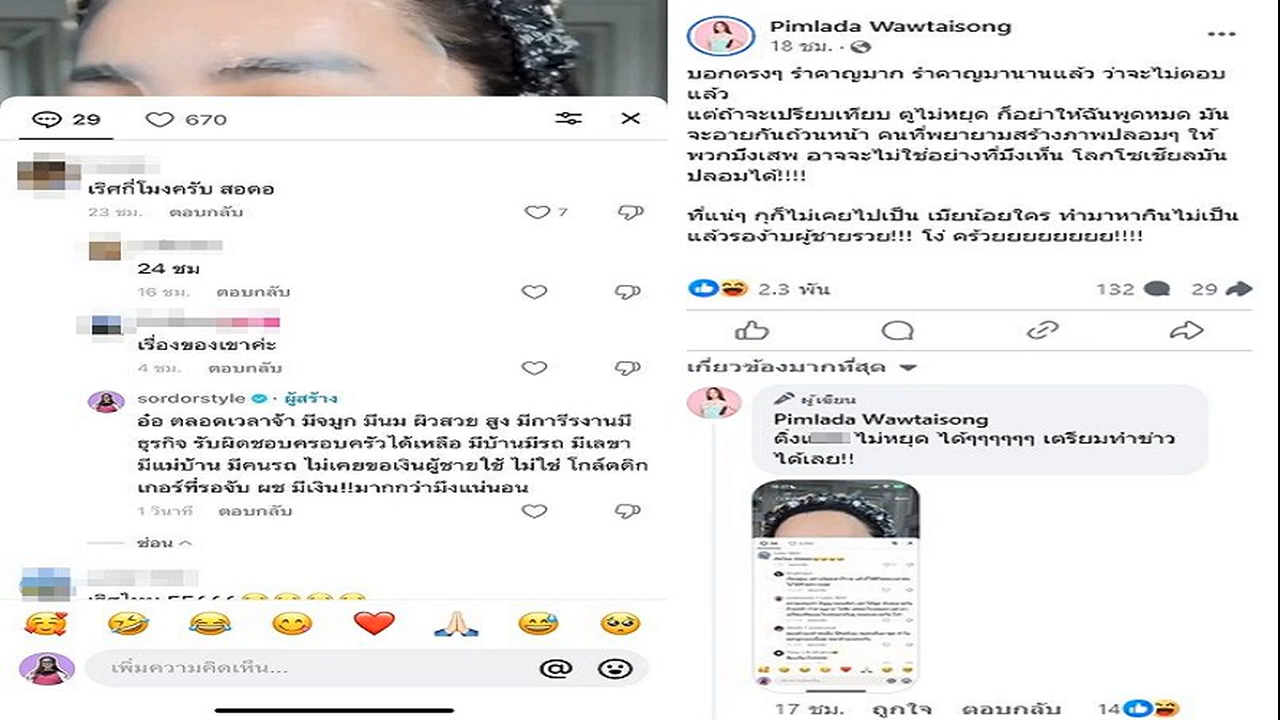 29
670
เริศกี่โมงครับ สอดอ
23 ชม. ตอบกลับ
7
24 ชม
16 ชม. ตอบกลับ
เรื่องของเขาค่ะ
4 ชม. ตอบกลับ
sordorstyle · ผู้สร้าง
อ๋อ ตลอดเวลาจ้า มีจมูก มีนม ผิวสวย สูง มีการีรงานมี
ธุรกิจ รับผิดชอบครอบครัวได้เหลือ มีบ้านมีรถ มีเลขา
มีแม่บ้าน มีคนรถ ไม่เคยขอเงินผู้ชายใช้ ไม่ใช่ โกล์ดดิก
เกอร์ที่รอจับ ผช มีเงิน!!มากกว่ามึงแน่นอน
1 วินาที ตอบกลับ
ซ่อน
เพิ่มความคิดเห็น...
Pimlada Wawtaisong
18 ชม. ·
บอกตรงๆ รำคาญมาก รำคาญมานานแล้ว ว่าจะไม่ตอบ
แล้ว
แต่ถ้าจะเปรียบเทียบ ดูไม่หยุด ก็อย่าให้ฉันพูดหมด มัน
จะอายกันถ้วนหน้า คนที่พยายามสร้างภาพปลอมๆ ให้
พวกมึงเสพ อาจจะไม่ใช่อย่างที่มึงเห็น โลกโซเชียลมัน
ปลอมได้!!!!
ที่แน่ๆ กูก็ไม่เคยไปเป็น เมียน้อยใคร ทำมาหากินไม่เป็น
แล้วรองาบผู้ชายรวย!!! โง่ คร้วยยยยยยยย!!!!
2.3 พัน
132
29
เกี่ยวข้องมากที่สุด
ผู้เขียน
Pimlada Wawtaisong
ไม่หยุด ได้ๆๆๆๆๆๆ เตรียมทำข่าว
ได้เลย!!
17 ชม. ถูกใจ ตอบกลับ 14